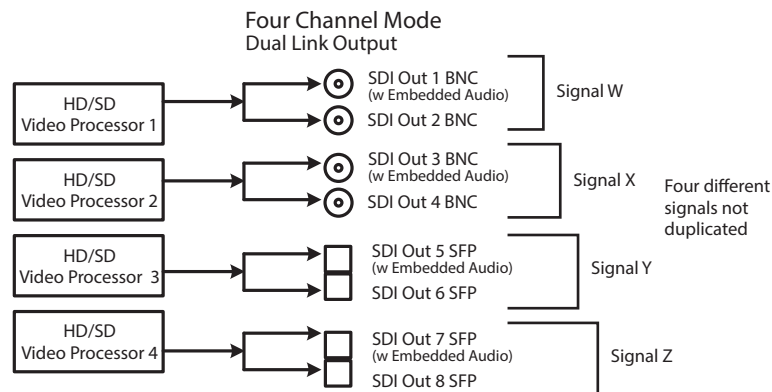 Four Channel Mode
Dual Link Output
HD/SD
Video Processor 1
SDI Out 1 BNC
(w Embedded Audio)
SDI Out 2 BNC
Signal W
HD/SD
Video Processor 2
SDI Out 3 BNC
(w Embedded Audio)
SDI Out 4 BNC
Signal X
Four different
signals not
duplicated
HD/SD
Video Processor 3
SDI Out 5 SFP
(w Embedded Audio)
SDI Out 6 SFP
Signal Y
HD/SD
Video Processor 4
SDI Out 7 SFP
(w Embedded Audio)
SDI Out 8 SFP
Signal Z